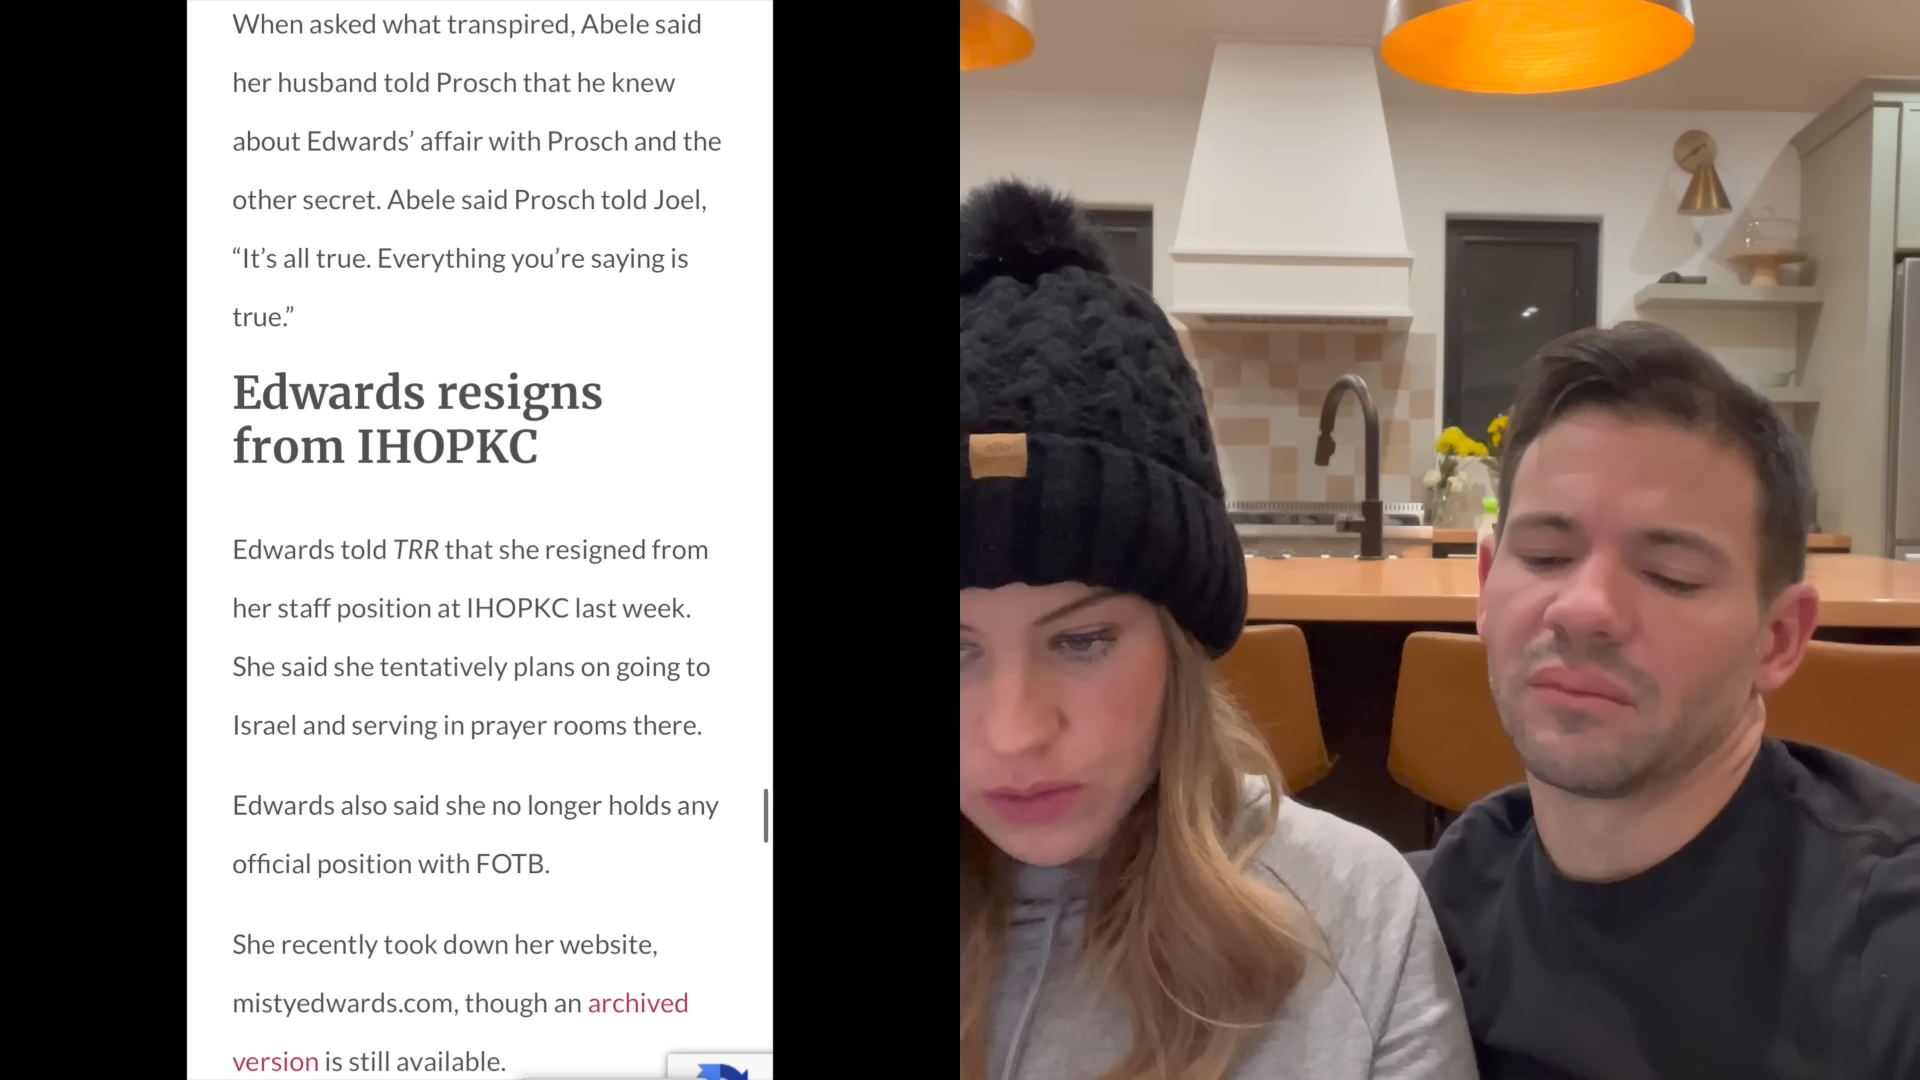 When asked what transpired, Abele said
her husband told Prosch that he knew
about Edwards’ affair with Prosch and the
other secret. Abele said Prosch told Joel,
“It’s all true. Everything you’re saying is
true.”
Edwards resigns
from IHOPKC
Edwards told TRR that she resigned from
her staff position at IHOPKC last week.
She said she tentatively plans on going to
Israel and serving in prayer rooms there.
Edwards also said she no longer holds any
official position with FOTB.
She recently took down her website,
mistyedwards.com, though an archived
version is still available.